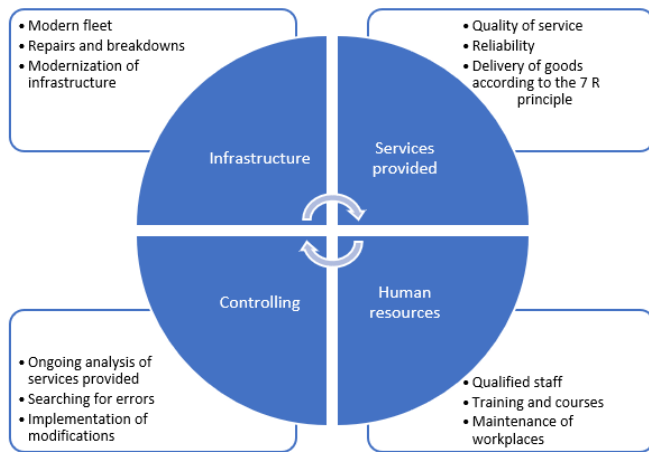 • Modern fleet
• Repairs and breakdowns
• Modernization of
infrastructure
• Quality of service
• Reliability
• Delivery of goods
according to the 7 R
principle
Infrastructure
Services
provided
Controlling
Human
resources
• Ongoing analysis of
services provided
• Searching for errors
• Implementation of
modifications
• Qualified staff
• Training and courses
• Maintenance of
workplaces